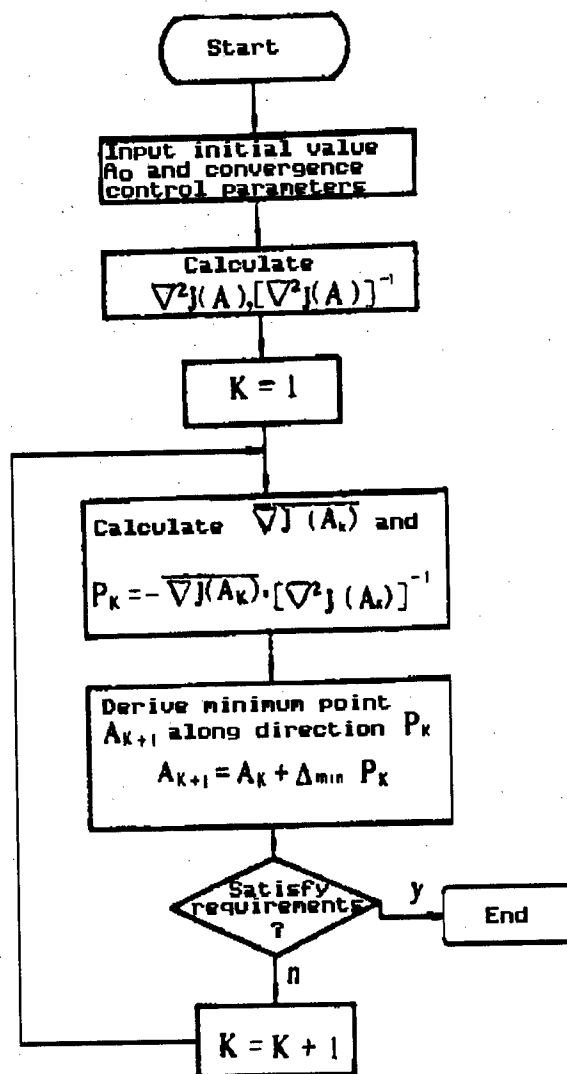 Start
Input initial value
A₀ and convergence
control parameters
Calculate
∇²J(A),[∇²J(A)]⁻¹
K = 1
Calculate ∇J (Aₖ) and
Pₖ = -∇J(Aₖ)·[∇²J (Aₖ)]⁻¹
Derive minimum point
Aₖ₊₁ along direction Pₖ
Aₖ₊₁ = Aₖ + Δmin Pₖ
Satisfy
requirements
?
y
End
n
K = K + 1